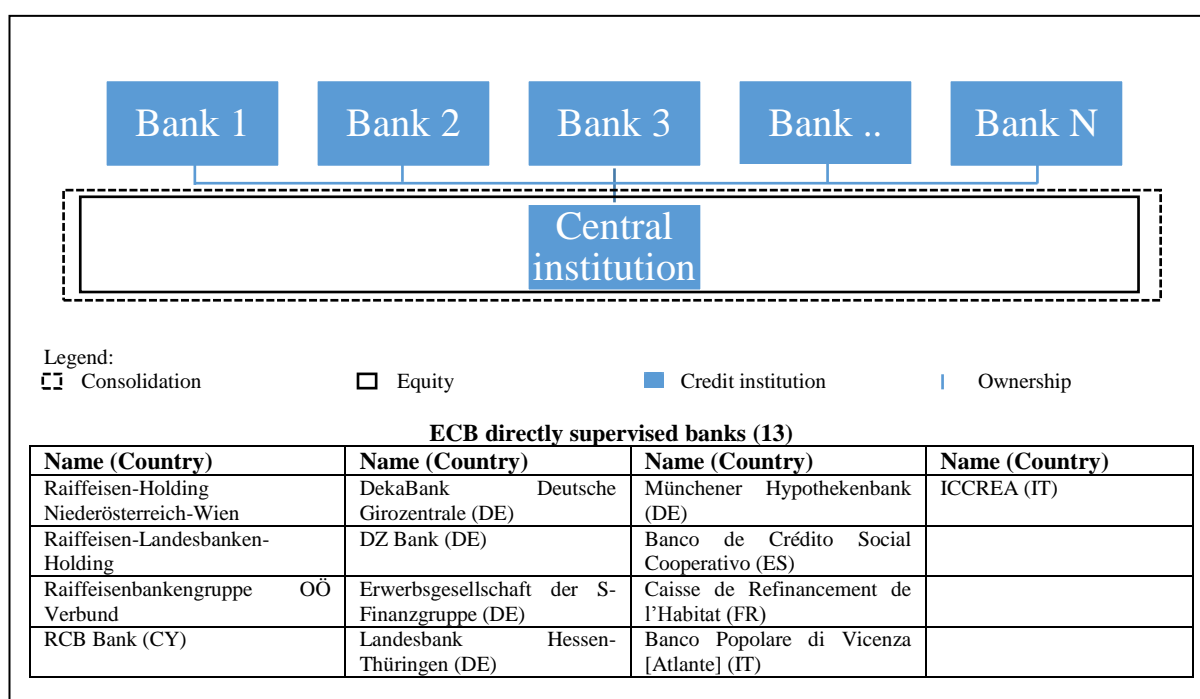 Bank 1
Bank 2
Bank 3
Bank ..
Bank N
Central
institution
Legend:
Consolidation
Equity
Credit institution
Ownership
ECB directly supervised banks (13)
Name (Country)
Name (Country)
Name (Country)
Name (Country)
Raiffeisen-Holding
Niederösterreich-Wien
DekaBank Deutsche
Girozentrale (DE)
Münchener Hypothekenbank
(DE)
ICCREA (IT)
Raiffeisen-Landesbanken-
Holding
DZ Bank (DE)
Banco de Crédito Social
Cooperativo (ES)
Raiffeisenbankengruppe OÖ
Verbund
Erwerbsgesellschaft der S-
Finanzgruppe (DE)
Caisse de Refinancement de
l’Habitat (FR)
RCB Bank (CY)
Landesbank Hessen-
Thüringen (DE)
Banco Popolare di Vicenza
[Atlante] (IT)